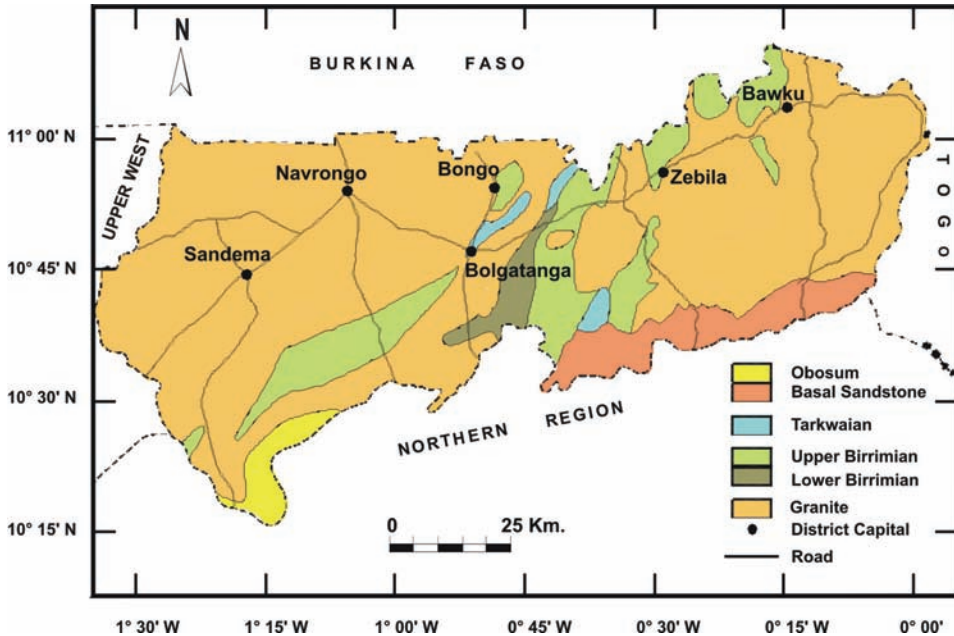 N
BURKINA FASO
Bawku
11° 00' N
UPPER WEST
Navrongo
Bongo
Zebila
TOGO
Sandema
10° 45' N
Bolgatanga
Obosum
Basal Sandstone
10° 30' N
NORTHERN REGION
Tarkwaian
Upper Birrimian
Lower Birrimian
Granite
10° 15' N
0 25 Km.
District Capital
Road
1° 30' W 1° 15' W 1° 00' W 0° 45' W 0° 30' W 0° 15' W 0° 00' W